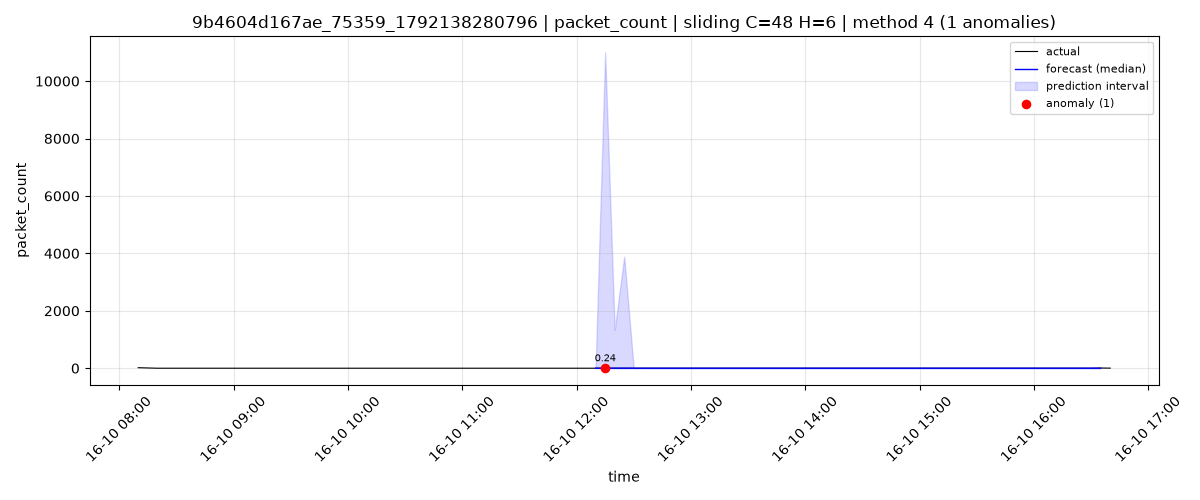 9b4604d167ae_75359_1792138280796 | packet_count | sliding C=48 H=6 | method 4 (1 anomalies)
actual
forecast (median)
prediction interval
anomaly (1)
packet_count
10000
8000
6000
4000
2000
0
0.24
16-10 08:00
16-10 09:00
16-10 10:00
16-10 11:00
16-10 12:00
16-10 13:00
16-10 14:00
16-10 15:00
16-10 16:00
16-10 17:00
time